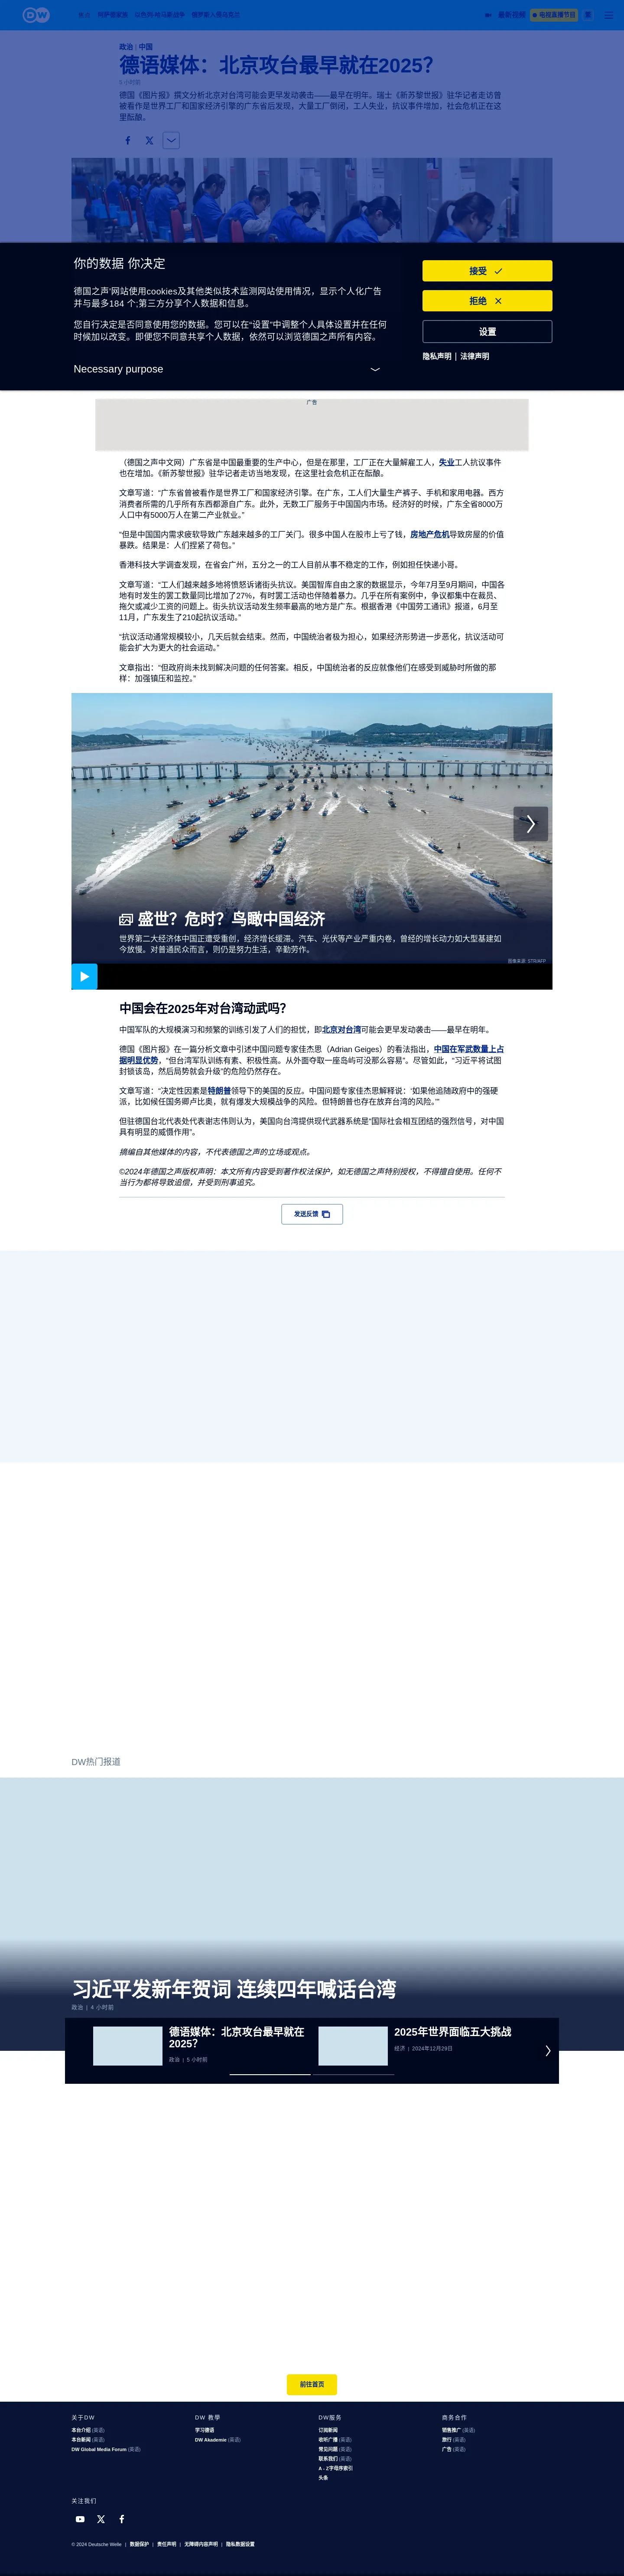 DW
焦点
最新视频
电视直播节目
政治 | 中国
德语媒体：北京攻台最早就在2025？
5 小时前
德国《图片报》撰文分析北京对台湾可能会更早发动攻击——最早在明年。瑞士《新苏黎世报》驻华记者走访曾
被看作是世界工厂和国家经济引擎的广东省后发现，大量工厂倒闭，工人失业，抗议事件增加，社会危机正在这
里酝酿。
你的数据 你决定
德国之声’网站使用cookies及其他类似技术监测网站使用情况，显示个人化广告
并与最多184 个;第三方分享个人数据和信息。
您自行决定是否同意使用您的数据。您可以在“设置”中调整个人具体设置并在任何
时候加以改变。即便您不同意共享个人数据，依然可以浏览德国之声所有内容。
Necessary purpose
接受
拒绝
设置
隐私声明 | 法律声明
广告
（德国之声中文网）广东省是中国最重要的生产中心，但是在那里，工厂正在大量解雇工人，失业工人抗议事件
也在增加。《新苏黎世报》驻华记者走访发现，在这里社会危机正在酝酿。
文章写道：“广东省曾被看作是世界工厂和国家经济引擎。在广东，工人们大量生产裤子、手机和家用电器。西方
消费者所需的几乎所有东西都源自广东。此外，无数工厂服务于中国国内市场。经济好的时候，广东全省8000万
人口中有5000万人在第二产业就业。”
“但是中国国内需求疲软导致广东越来越多的工厂关门。很多中国人在股市上亏了钱，房地产危机导致房屋的价值
暴跌。结果是：人们捏紧了荷包。”
香港科技大学调查发现，在省会广州，五分之一的工人目前从事不稳定的工作，例如担任快递小哥。
文章写道：“工人们越来越多地将愤怒诉诸街头抗议。美国智库自由之家的数据显示，今年7月至9月期间，中国各
地有时发生的罢工数量同比增加了27%，有时罢工活动也伴随着暴力。几乎在所有案例中，争议都集中在裁员、
拖欠或减少工资的问题上。街头抗议活动发生频率最高的地方是广东。根据香港《中国劳工通讯》报道，6月至
11月，广东发生了210起抗议活动。”
“抗议活动通常规模较小，几天后就会结束。然而，中国统治者极为担心，如果经济形势进一步恶化，抗议活动可
能会扩大为更大的社会运动。”
文章指出：“但政府尚未找到解决问题的任何答案。相反，中国统治者的反应就像他们在感受到威胁时所做的那
样：加强镇压和监控。”
盛世？危时？鸟瞰中国经济
世界第二大经济体中国正遭受重创，经济增长缓滞。汽车、光伏等产业严重内卷，曾经的增长动力如大型基建如
今放慢。对普通民众而言，则仍是努力生活，辛勤劳作。
图像来源: STR/AFP
中国会在2025年对台湾动武吗？
中国军队的大规模演习和频繁的训练引发了人们的担忧，即北京对台湾可能会更早发动攻击——最早在明年。
德国《图片报》在一篇分析文章中引述中国问题专家佳杰思（Adrian Geiges）的看法指出，中国在军武数量上占
据明显优势，“但台湾军队训练有素、积极性高。从外面夺取一座岛屿可没那么容易”。尽管如此，“习近平将试图
封锁该岛，然后局势就会升级”的危险仍然存在。
文章写道：“决定性因素是特朗普领导下的美国的反应。中国问题专家佳杰思解释说：‘如果他追随政府中的强硬
派，比如候任国务卿卢比奥，就有爆发大规模战争的风险。但特朗普也存在放弃台湾的风险。’”
但驻德国台北代表处代表谢志伟则认为，美国向台湾提供现代武器系统是“国际社会相互团结的强烈信号，对中国
具有明显的威慑作用”。
摘编自其他媒体的内容，不代表德国之声的立场或观点。
©2024年德国之声版权声明：本文所有内容受到著作权法保护，如无德国之声特别授权，不得擅自使用。任何不
当行为都将导致追偿，并受到刑事追究。
发送反馈
DW热门报道
习近平发新年贺词 连续四年喊话台湾
政治 | 4 小时前
德语媒体：北京攻台最早就在
2025？
政治 | 5 小时前
2025年世界面临五大挑战
经济 | 2024年12月29日
前往首页
关于DW
本台介绍 (英语)
本台新闻 (英语)
DW Global Media Forum (英语)
DW 教学
学习德语
DW Akademie (英语)
DW服务
订阅新闻
收听广播 (英语)
常见问题 (英语)
联系我们 (英语)
A - Z字母序索引
头条
商务合作
销售推广 (英语)
旅行 (英语)
广告 (英语)
关注我们
© 2024 Deutsche Welle | 数据保护 | 责任声明 | 无障碍内容声明 | 隐私数据设置